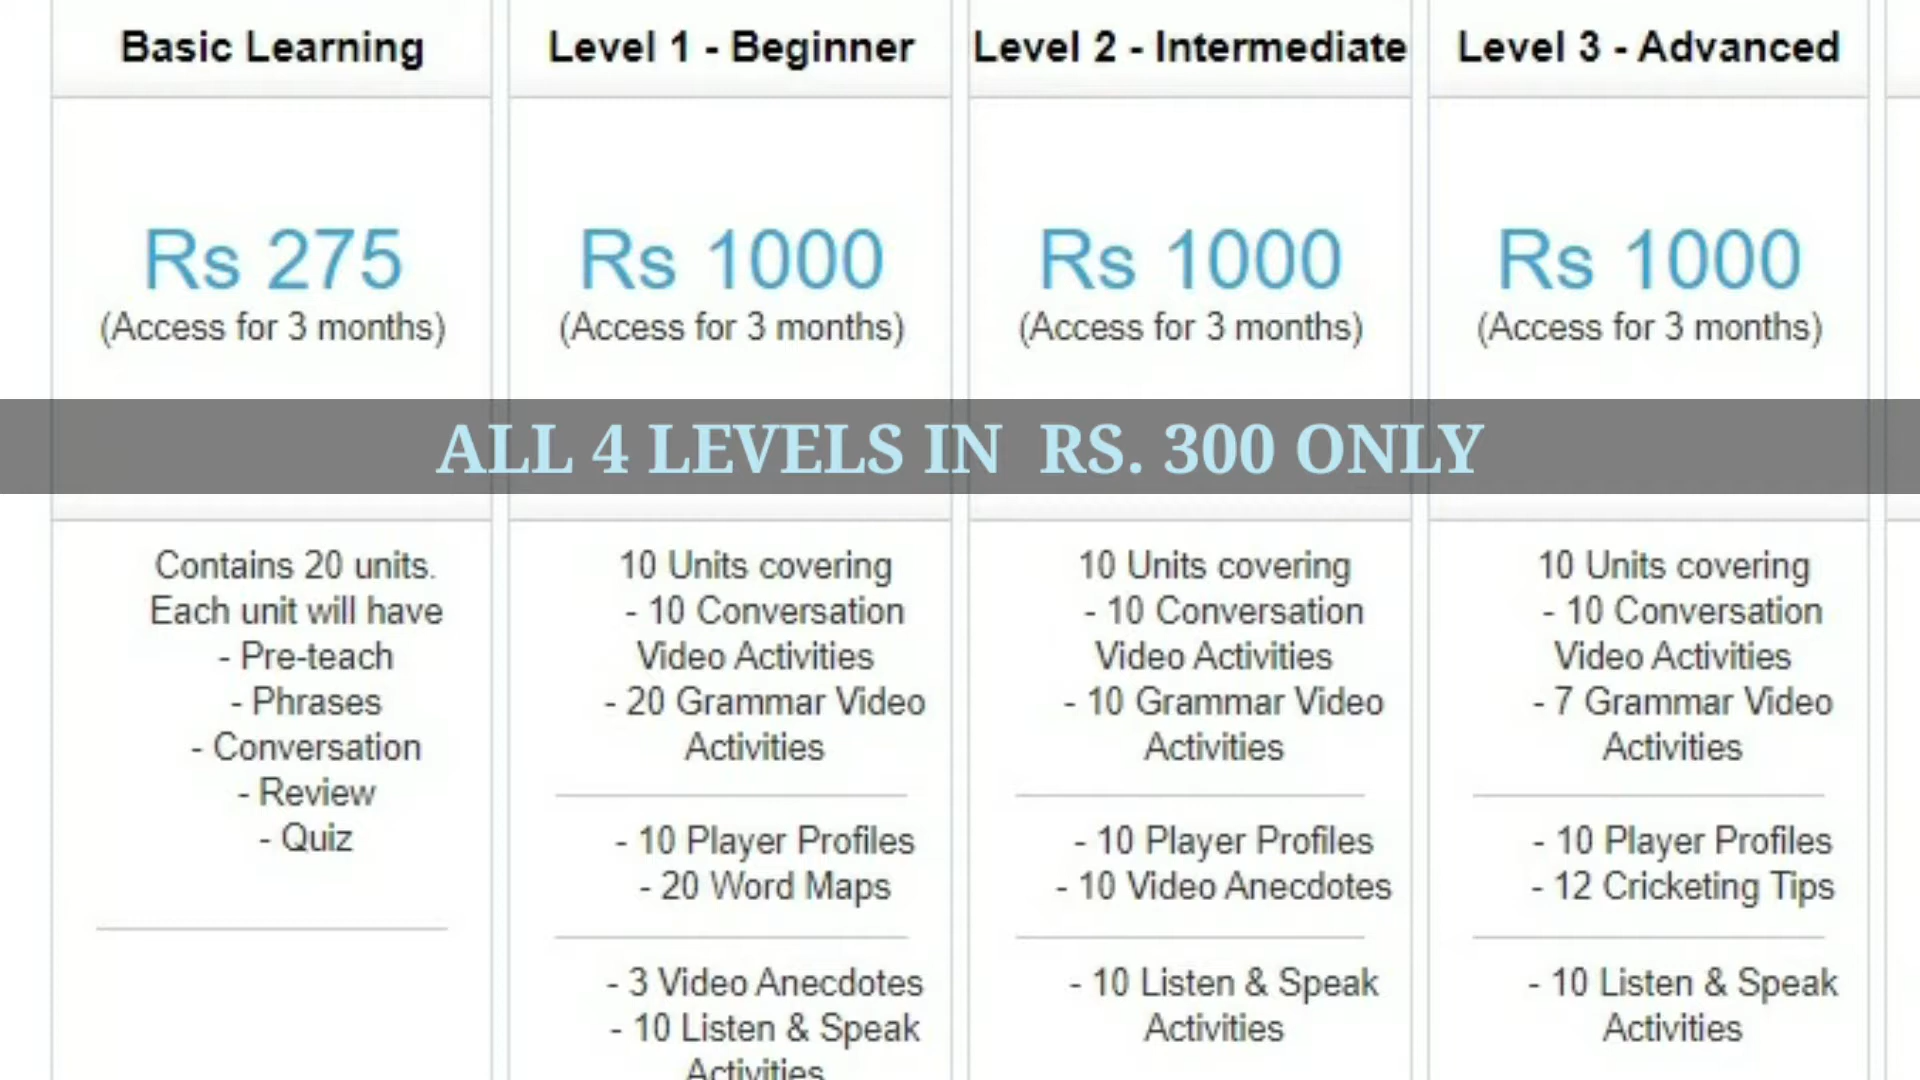 Basic Learning
Rs 275
(Access for 3 months)
Level 1 - Beginner
Rs 1000
(Access for 3 months)
Level 2 - Intermediate
Rs 1000
(Access for 3 months)
Level 3 - Advanced
Rs 1000
(Access for 3 months)
ALL 4 LEVELS IN RS. 300 ONLY
Contains 20 units.
Each unit will have
- Pre-teach
- Phrases
- Conversation
- Review
- Quiz
10 Units covering
- 10 Conversation
Video Activities
- 20 Grammar Video
Activities
- 10 Player Profiles
- 20 Word Maps
- 3 Video Anecdotes
- 10 Listen & Speak
Activities
10 Units covering
- 10 Conversation
Video Activities
- 10 Grammar Video
Activities
- 10 Player Profiles
- 10 Video Anecdotes
- 10 Listen & Speak
Activities
10 Units covering
- 10 Conversation
Video Activities
- 7 Grammar Video
Activities
- 10 Player Profiles
- 12 Cricketing Tips
- 10 Listen & Speak
Activities